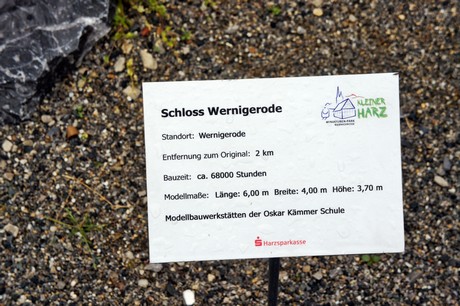 Schloss Wernigerode
KLEINER
HARZ
Standort: Wernigerode
Entfernung zum Original: 2 km
Bauzeit: ca. 68000 Stunden
Modellmaße: Länge: 6,00 m Breite: 4,00 m Höhe: 3,70 m
Modellbauwerkstätten der Oskar Kämmer Schule
Harzsparkasse